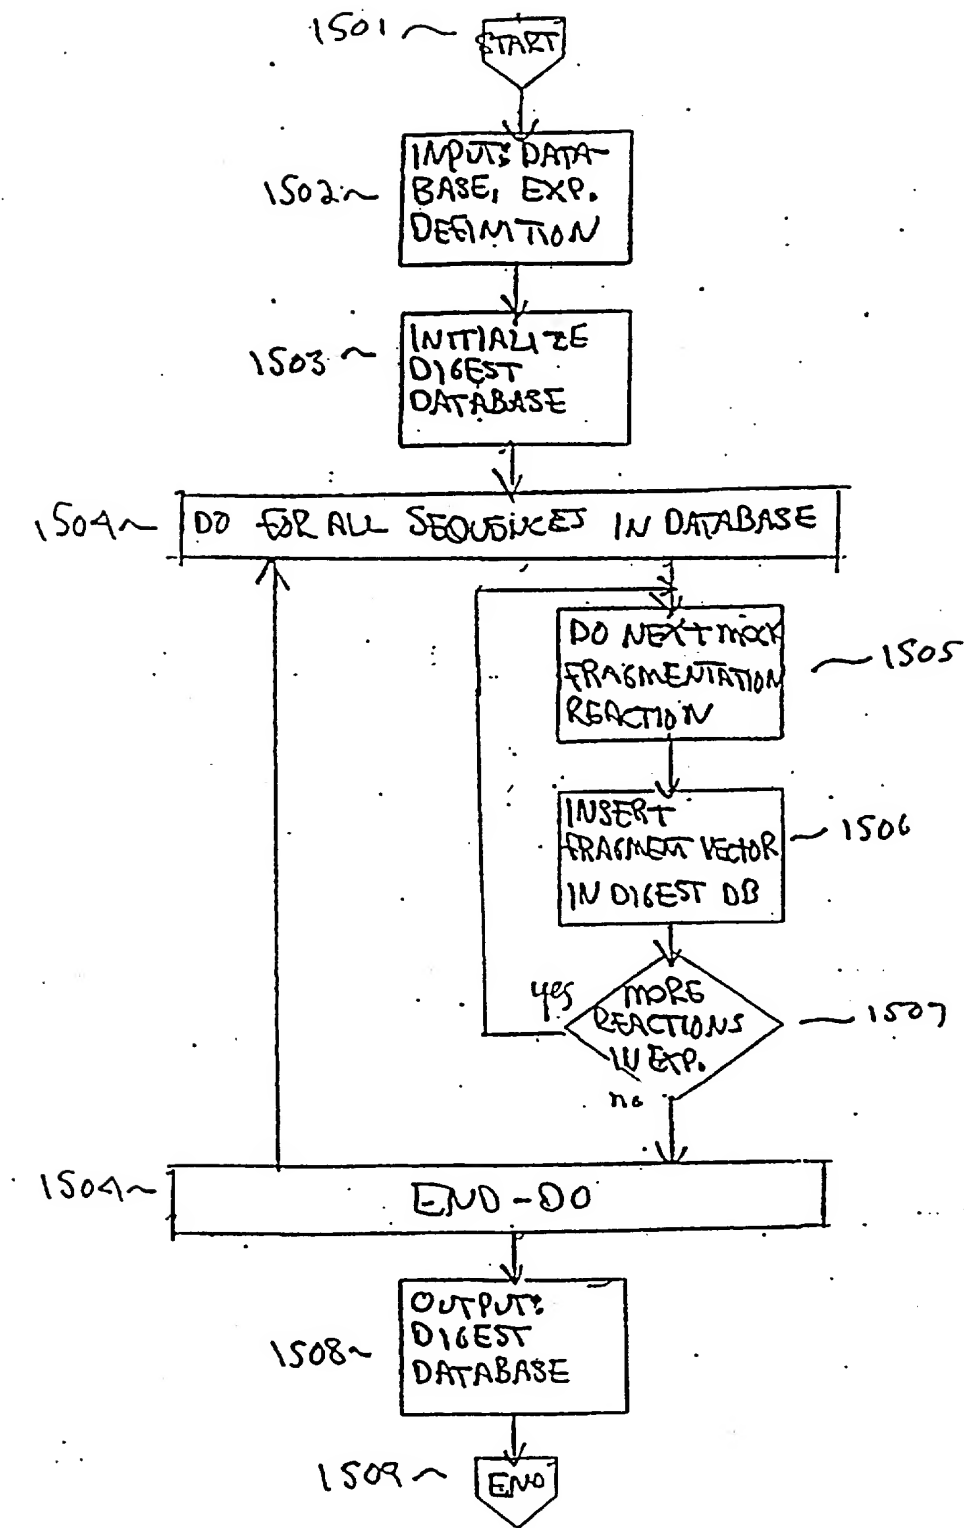 1501
START
INPUT: DATA-
1502
BASE, EXP.
DEFINITION
INITIALIZE
1503
DIGEST
DATABASE
1504
DO FOR ALL SEQUENCES IN DATABASE
DO NEXT MOCK
1505
FRAGMENTATION
REACTION
INSERT
1506
FRAGMENT VECTOR
IN DIGEST DB
yes
MORE
REACTIONS
IN EXP.
1507
no
1504
END-DO
OUTPUT:
1508
DIGEST
DATABASE
1509
END